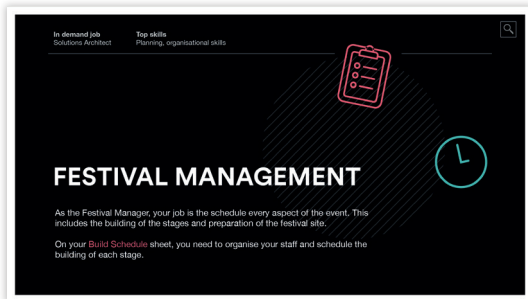 In demand job
Solutions Architect
Top skills
Planning, organisational skills
FESTIVAL MANAGEMENT
As the Festival Manager, your job is the schedule every aspect of the event. This
includes the building of the stages and preparation of the festival site.
On your Build Schedule sheet, you need to organise your staff and schedule the
building of each stage.